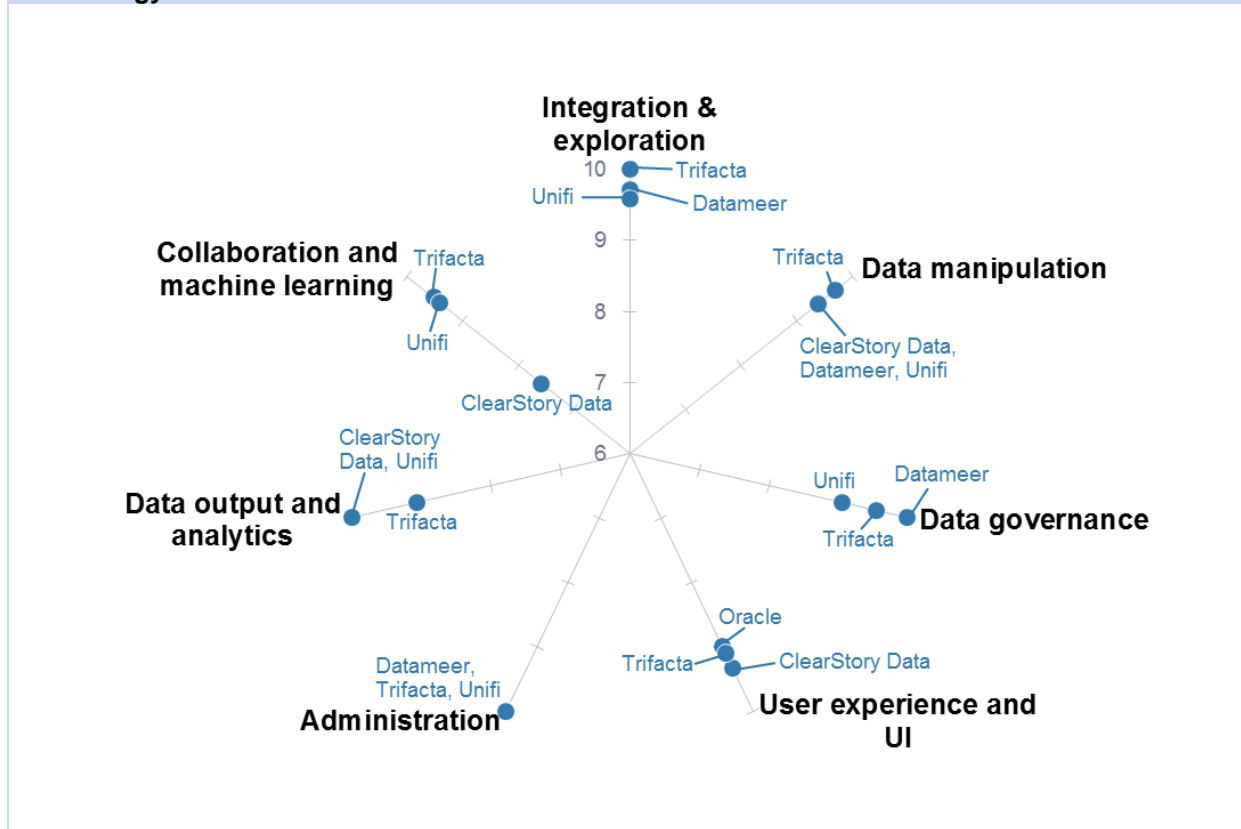 Integration &
exploration
10
Trifacta
Unifi
Datameer
9
8
7
6
Collaboration and
machine learning
Trifacta
Unifi
ClearStory Data
Trifacta
Data manipulation
ClearStory Data,
Datameer, Unifi
ClearStory
Data, Unifi
Data output and
analytics
Trifacta
Unifi
Datameer
Data governance
Trifacta
Oracle
Trifacta
ClearStory Data
User experience and
UI
Datameer,
Trifacta, Unifi
Administration